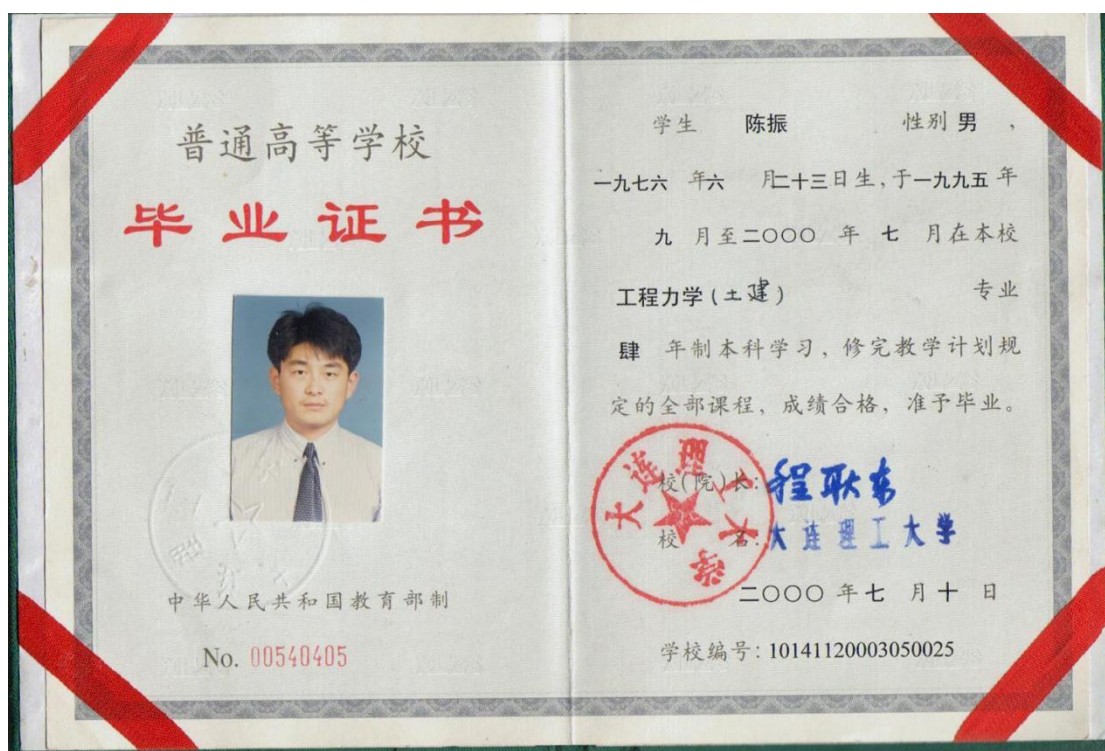 普通高等学校
毕业证书
中华人民共和国教育部制
No. 00540405
学生 陈振 性别 男 ,
一九七六 年六 月二十三日生,于一九九五年
九 月至二○○○ 年 七 月在本校
工程力学(土建) 专业
肆 年制本科学习,修完教学计划规
定的全部课程,成绩合格,准予毕业。
校(院)长:程耿东
校 名:大连理工大学
大连理工大学
二○○○ 年七 月十 日
学校编号:10141120003050025